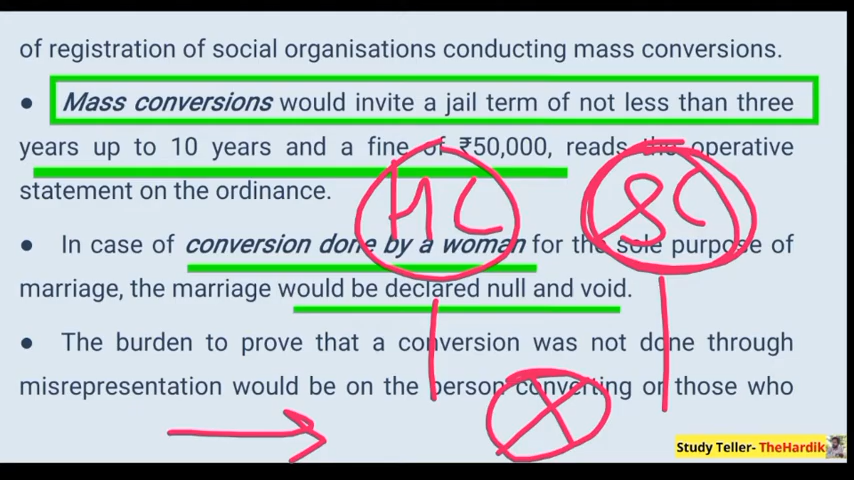 of registration of social organisations conducting mass conversions.
● Mass conversions would invite a jail term of not less than three
years up to 10 years and a fine of ₹50,000, reads the operative
statement on the ordinance.
HC SC
● In case of conversion done by a woman for the sole purpose of
marriage, the marriage would be declared null and void.
● The burden to prove that a conversion was not done through
misrepresentation would be on the person converting or those who
Study Teller- TheHardik